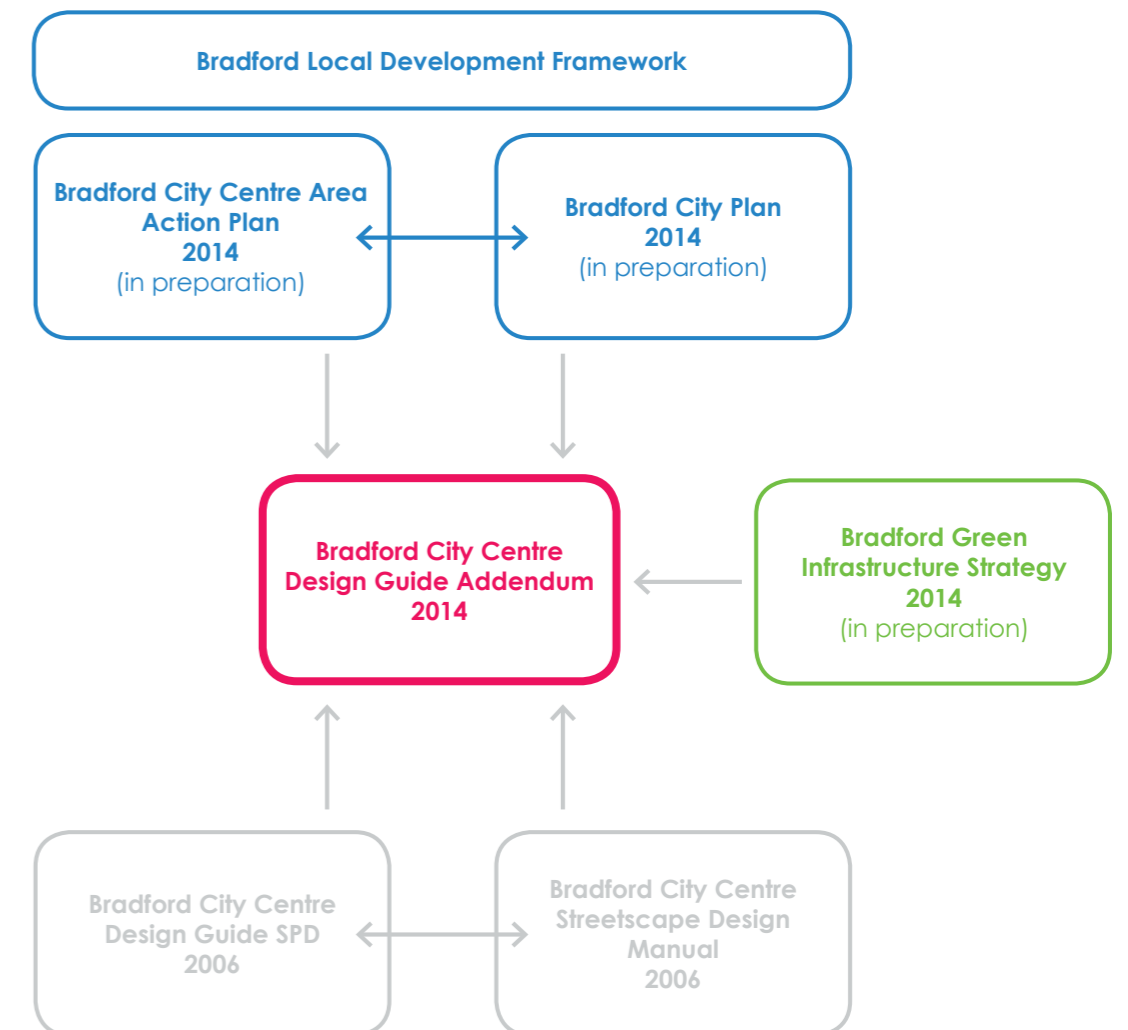 Bradford Local Development Framework
Bradford City Centre Area
Action Plan
2014
(in preparation)
Bradford City Plan
2014
(in preparation)
Bradford City Centre
Design Guide Addendum
2014
Bradford Green
Infrastructure Strategy
2014
(in preparation)
Bradford City Centre
Design Guide SPD
2006
Bradford City Centre
Streetscape Design
Manual
2006